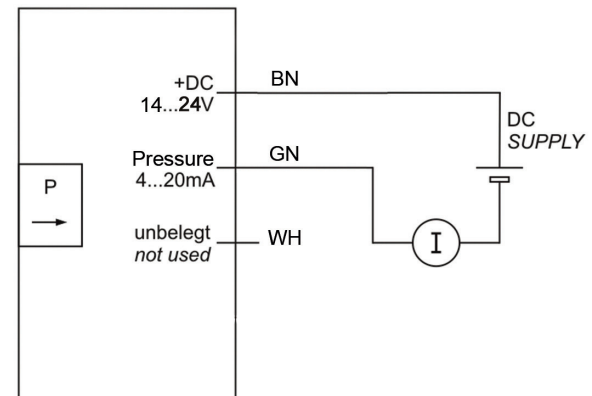 +DC
14...24V
BN
DC
SUPPLY
Pressure
4...20mA
GN
P
unbelegt
not used
WH
I